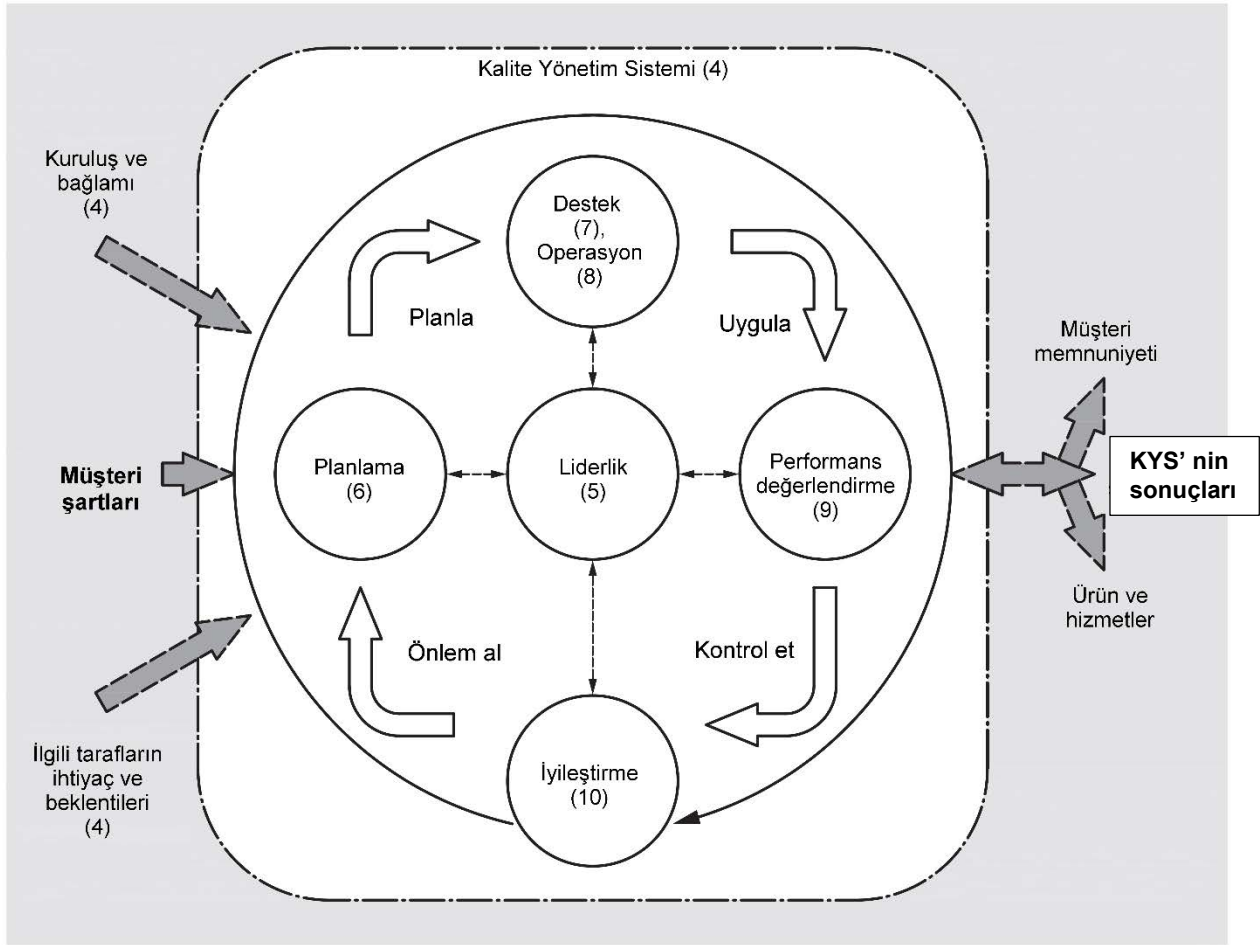 Kalite Yönetim Sistemi (4)
Kuruluş ve
bağlamı
(4)
Destek
(7),
Operasyon
(8)
Planla
Uygula
Müşteri
memnuniyeti
Müşteri
şartları
Planlama
(6)
Liderlik
(5)
Performans
değerlendirme
(9)
KYS’ nin
sonuçları
Ürün ve
hizmetler
Önlem al
Kontrol et
İlgili tarafların
ihtiyaç ve
beklentileri
(4)
İyileştirme
(10)